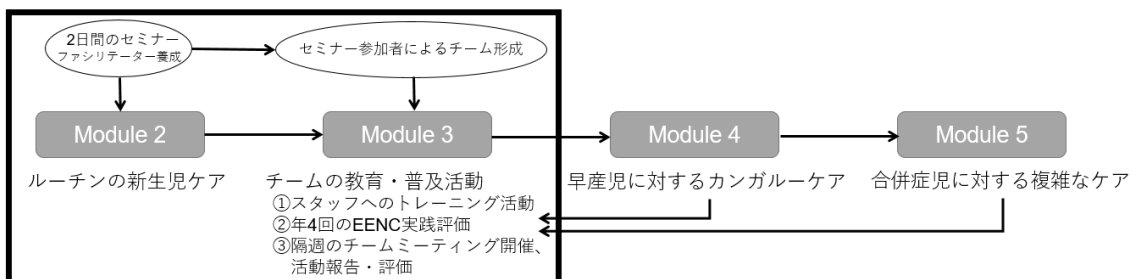 2日間のセミナー
ファシリテーター養成
セミナー参加者によるチーム形成
Module 2
Module 3
Module 4
Module 5
ルーチンの新生児ケア
チームの教育・普及活動
早産児に対するカンガルーケア
合併症児に対する複雑なケア
①スタッフへのトレーニング活動
②年4回のEENC実践評価
③隔週のチームミーティング開催、
活動報告・評価